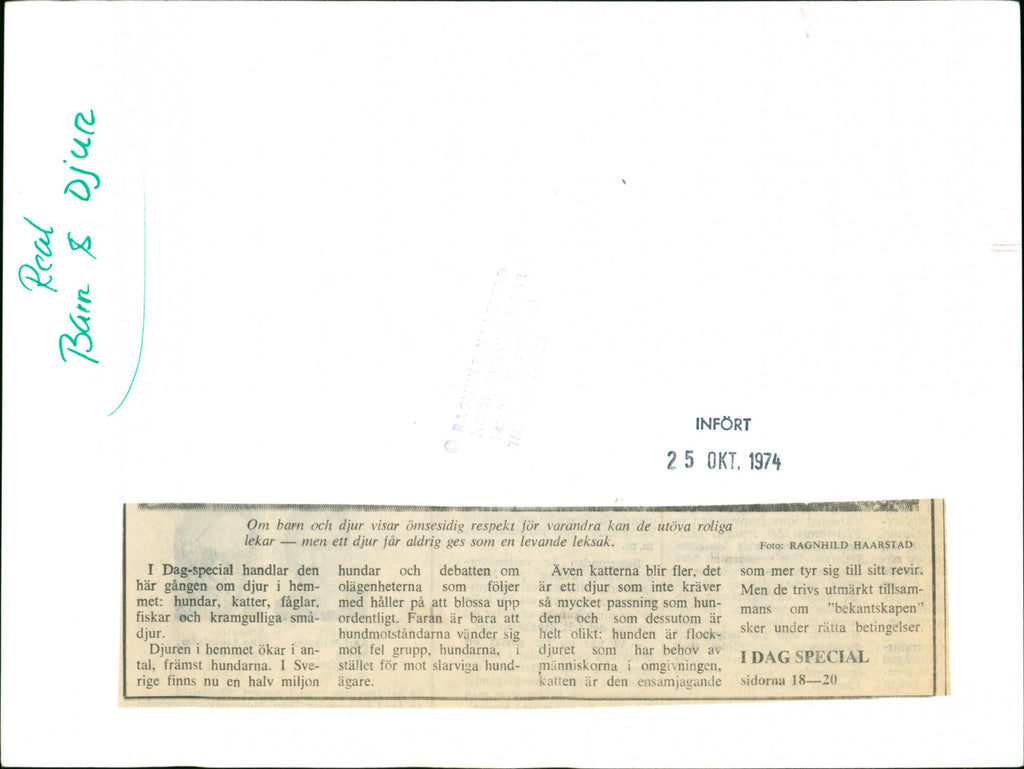 Real
Barn & Djur
INFÖRT
25 OKT. 1974
Om barn och djur visar ömsesidig respekt för varandra kan de utöva roliga
lekar — men ett djur får aldrig ges som en levande leksak.
Foto: RAGNHILD HAARSTAD
I Dag-special handlar den
här gången om djur i hem-
met: hundar, katter, fåglar,
fiskar och kramgulliga små-
djur.
Djuren i hemmet ökar i an-
tal, främst hundarna. I Sve-
rige finns nu en halv miljon
hundar och debatten om
olägenheterna som följer
med håller på att blossa upp
ordentligt. Faran är bara att
hundmotståndarna vänder sig
mot fel grupp, hundarna, i
stället för mot slarviga hund-
ägare.
Även katterna blir fler, det
är ett djur som inte kräver
så mycket passning som hun-
den och som dessutom är
helt olikt: hunden är flock-
djuret som har behov av
människorna i omgivningen,
katten är den ensamjagande
som mer tyr sig till sitt revir.
Men de trivs utmärkt tillsam-
mans om "bekantskapen"
sker under rätta betingelser.
I DAG SPECIAL
sidorna 18—20